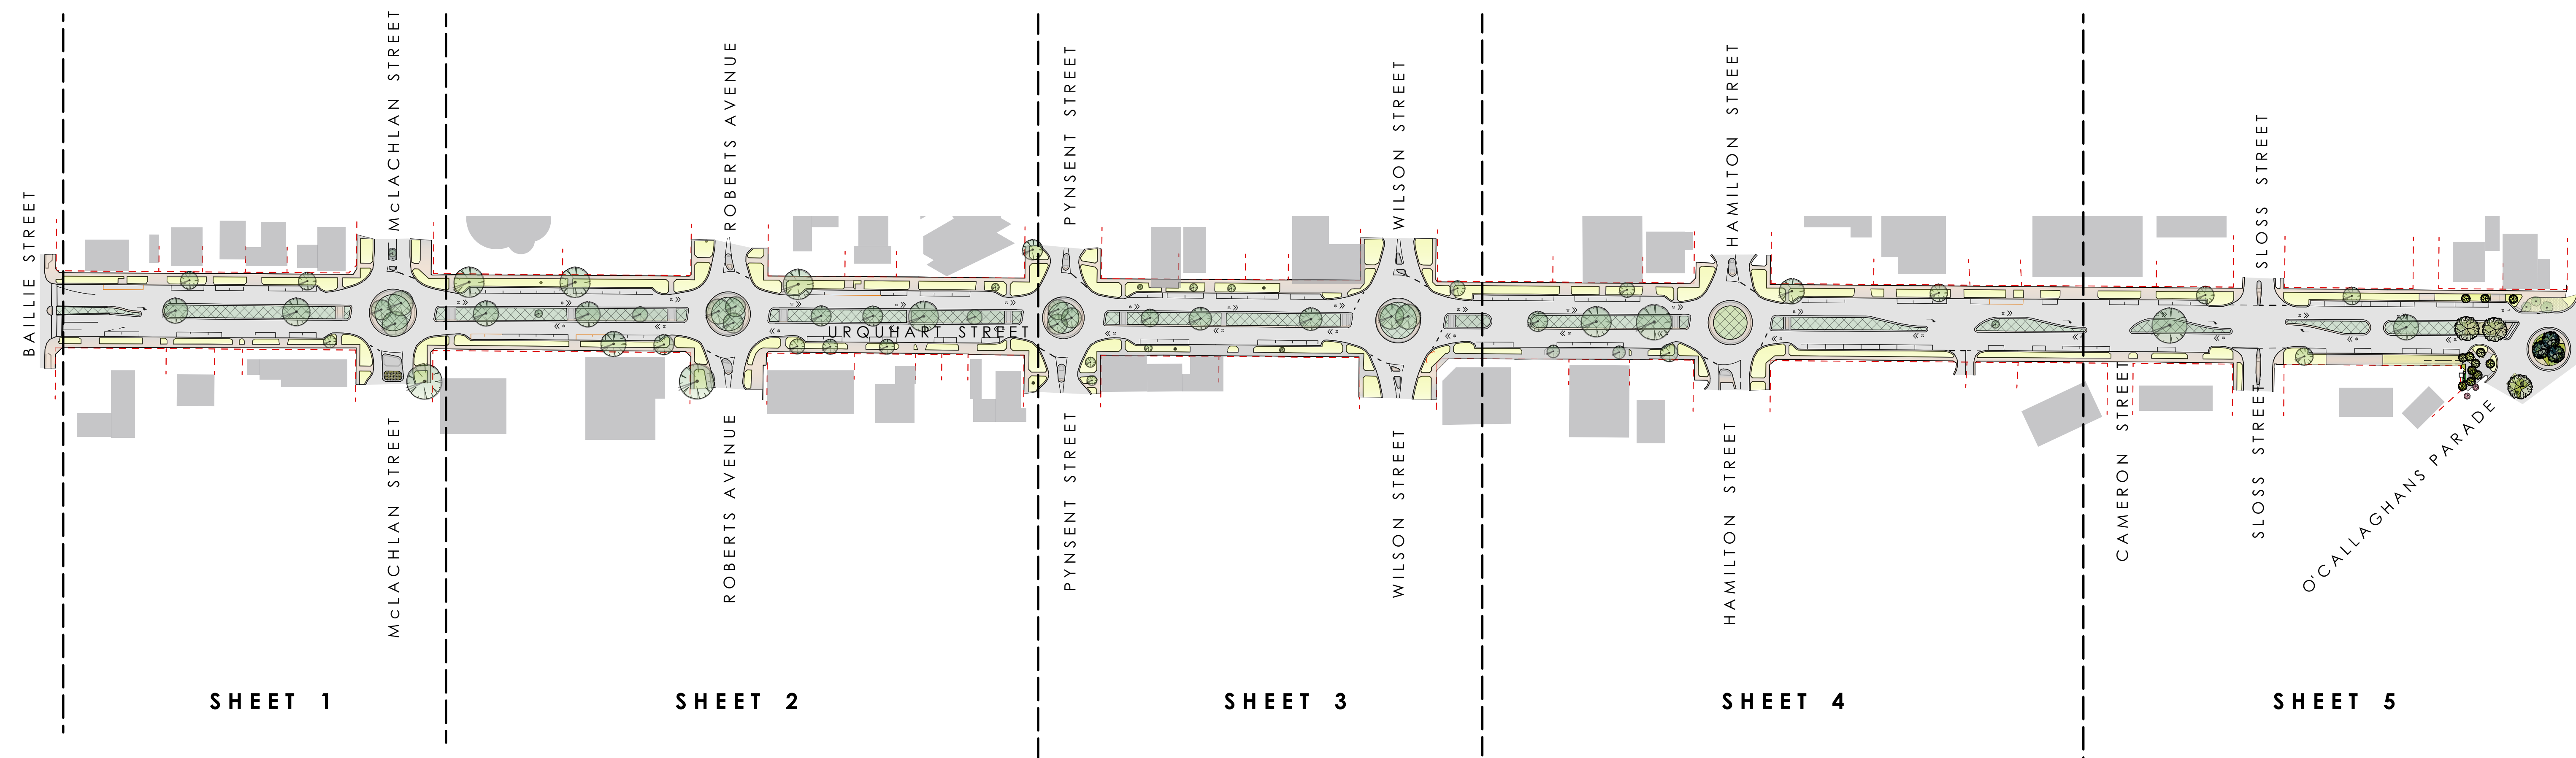 BAILLIE STREET
McLACHLAN STREET
ROBERTS AVENUE
PYNSENT STREET
WILSON STREET
HAMILTON STREET
SLOSS STREET
URQUHART STREET
McLACHLAN STREET
ROBERTS AVENUE
PYNSENT STREET
WILSON STREET
HAMILTON STREET
CAMERON STREET
SLOSS STREET
O'CALLAGHANS PARADE
SHEET 1
SHEET 2
SHEET 3
SHEET 4
SHEET 5